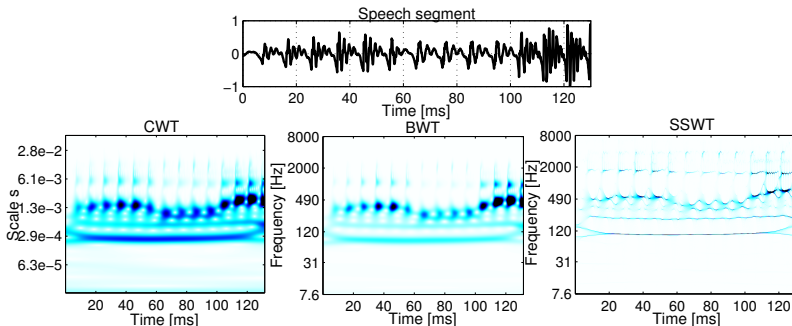 Speech segment
1
0
−1
0 20 40 60 80 100 120
Time [ms]
CWT
Scale s
2.8e−2
6.1e−3
1.3e−3
2.9e−4
6.3e−5
20 40 60 80 100 120
Time [ms]
BWT
Frequency [Hz]
8000
2000
490
120
31
7.6
20 40 60 80 100 120
Time [ms]
SSWT
Frequency [Hz]
8000
2000
490
120
31
7.6
20 40 60 80 100 120
Time [ms]